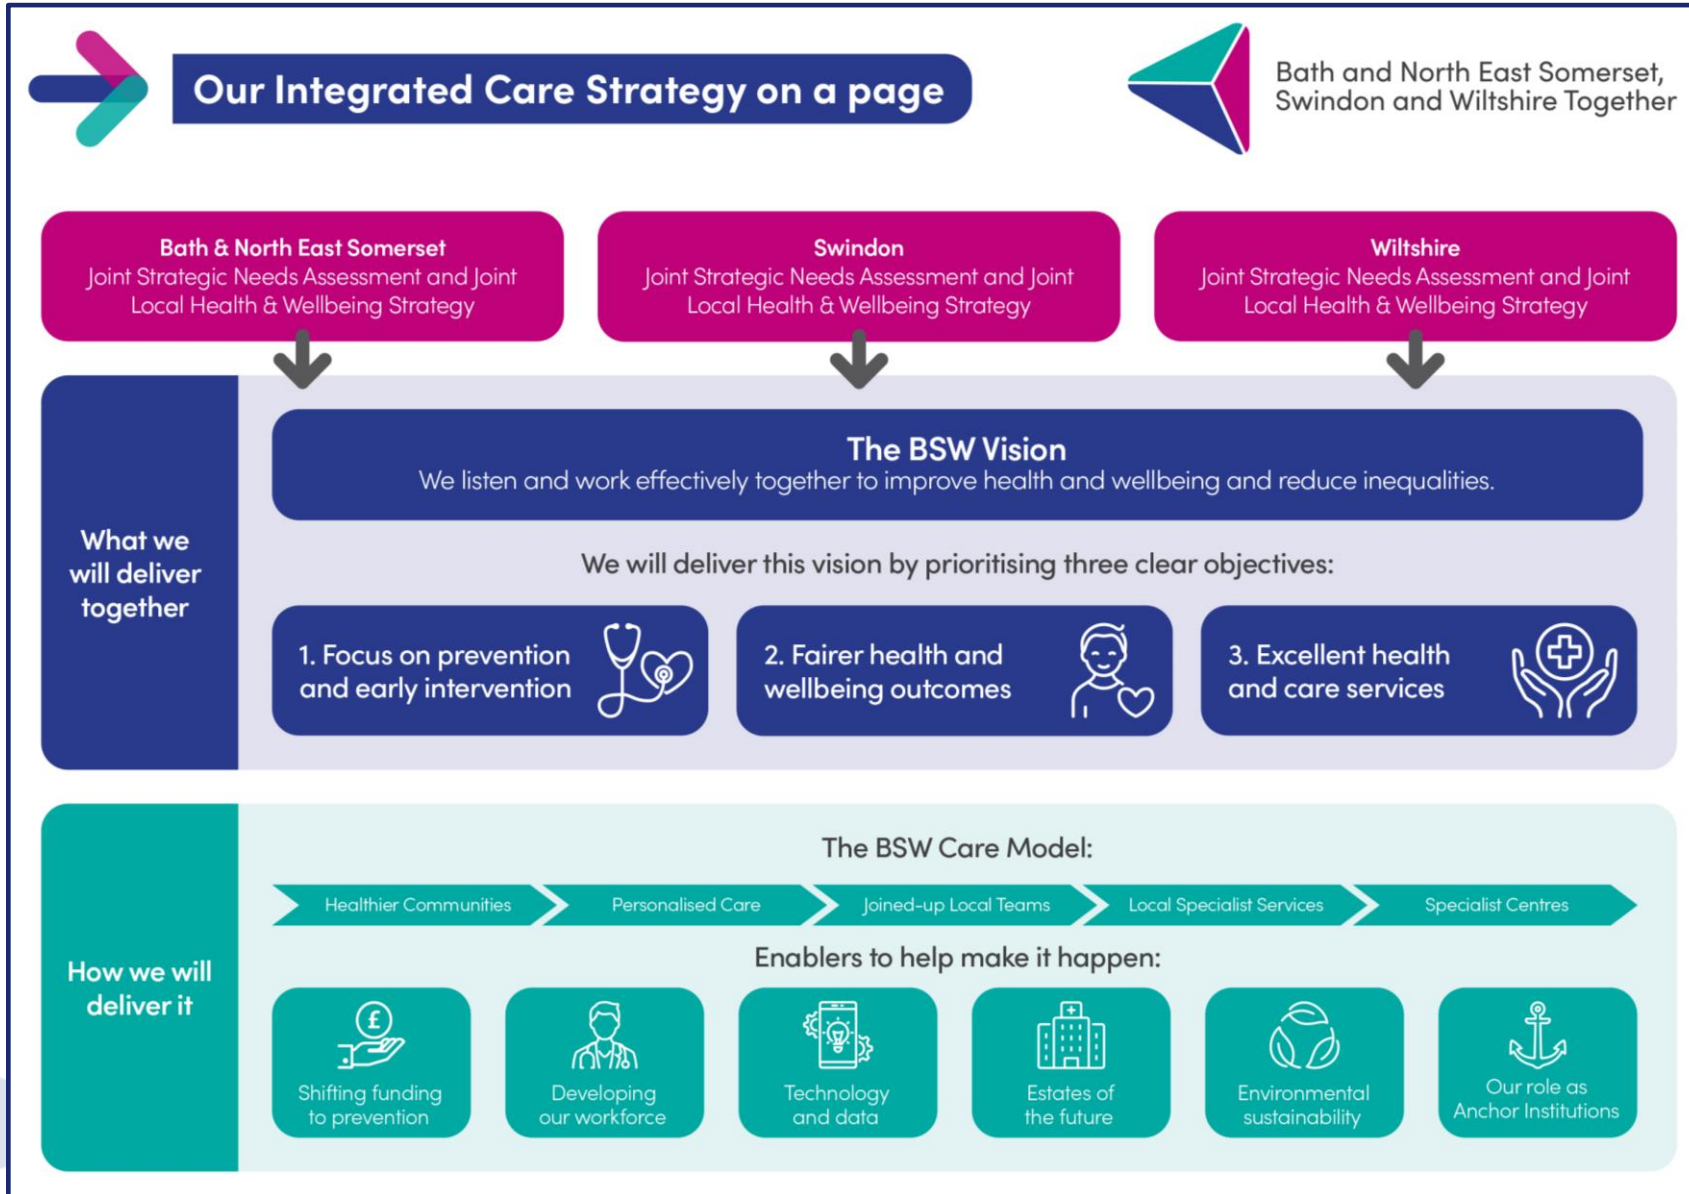 Our Integrated Care Strategy on a page
Bath and North East Somerset,
Swindon and Wiltshire Together
Bath & North East Somerset
Joint Strategic Needs Assessment and Joint
Local Health & Wellbeing Strategy
Swindon
Joint Strategic Needs Assessment and Joint
Local Health & Wellbeing Strategy
Wiltshire
Joint Strategic Needs Assessment and Joint
Local Health & Wellbeing Strategy
What we
will deliver
together
The BSW Vision
We listen and work effectively together to improve health and wellbeing and reduce inequalities.
We will deliver this vision by prioritising three clear objectives:
1. Focus on prevention
and early intervention
2. Fairer health and
wellbeing outcomes
3. Excellent health
and care services
How we will
deliver it
The BSW Care Model:
Healthier Communities
Personalised Care
Joined-up Local Teams
Local Specialist Services
Specialist Centres
Enablers to help make it happen:
£
Shifting funding
to prevention
Developing
our workforce
Technology
and data
Estates of
the future
Environmental
sustainability
Our role as
Anchor Institutions